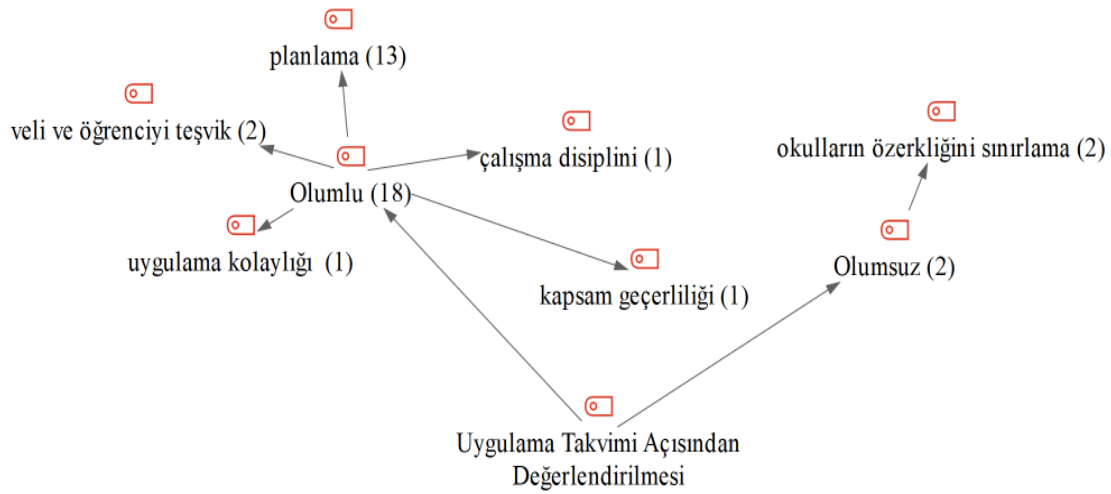 planlama (13)
veli ve öğrenciyi teşvik (2)
çalışma disiplini (1)
okulların özerkliğini sınırlama (2)
Olumlu (18)
uygulama kolaylığı (1)
kapsam geçerliliği (1)
Olumsuz (2)
Uygulama Takvimi Açısından
Değerlendirilmesi